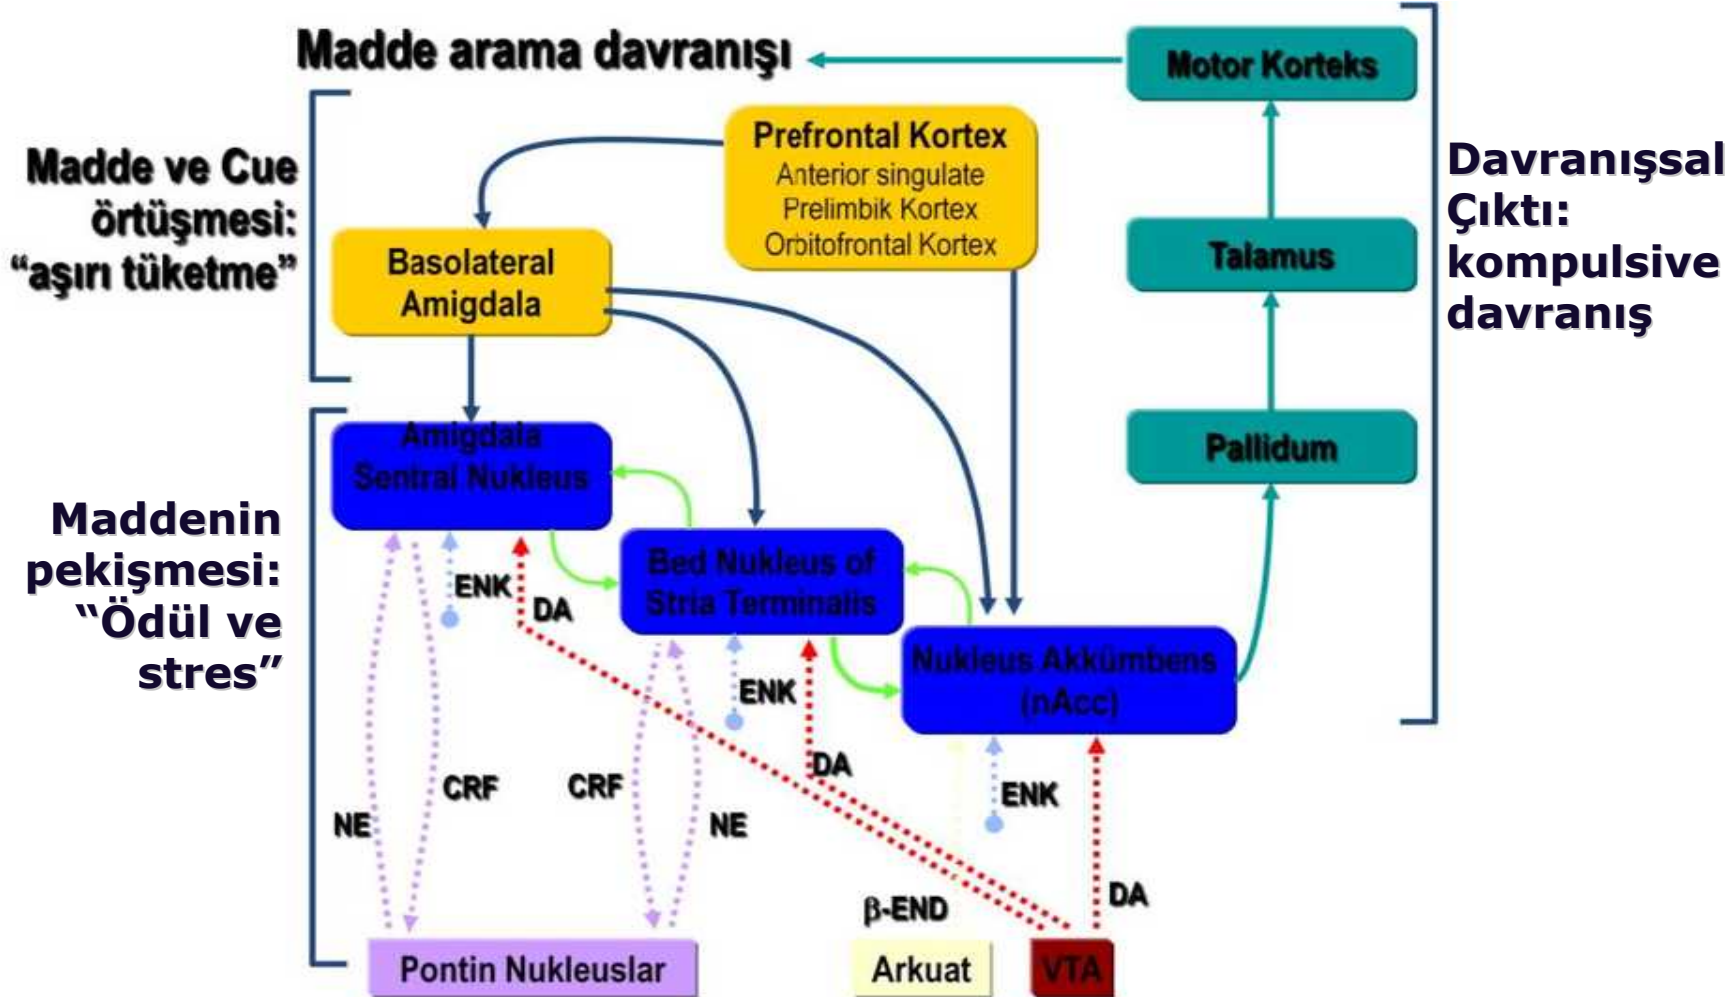 Madde arama davranışı
Motor Korteks
Madde ve Cue
örtüşmesi:
“aşırı tüketme”
Prefrontal Kortex
Anterior singulate
Prelimbik Kortex
Orbitofrontal Kortex
Davranışsal
Çıktı:
kompulsive
davranış
Basolateral
Amigdala
Talamus
Pallidum
Amigdala
Sentral Nukleus
Maddenin
pekişmesi:
“Ödül ve
stres”
Bed Nukleus of
Stria Terminalis
Nukleus Akkümbens
(nAcc)
ENK
DA
ENK
DA
ENK
DA
NE
CRF
CRF
NE
β-END
Pontin Nukleuslar
Arkuat
VTA